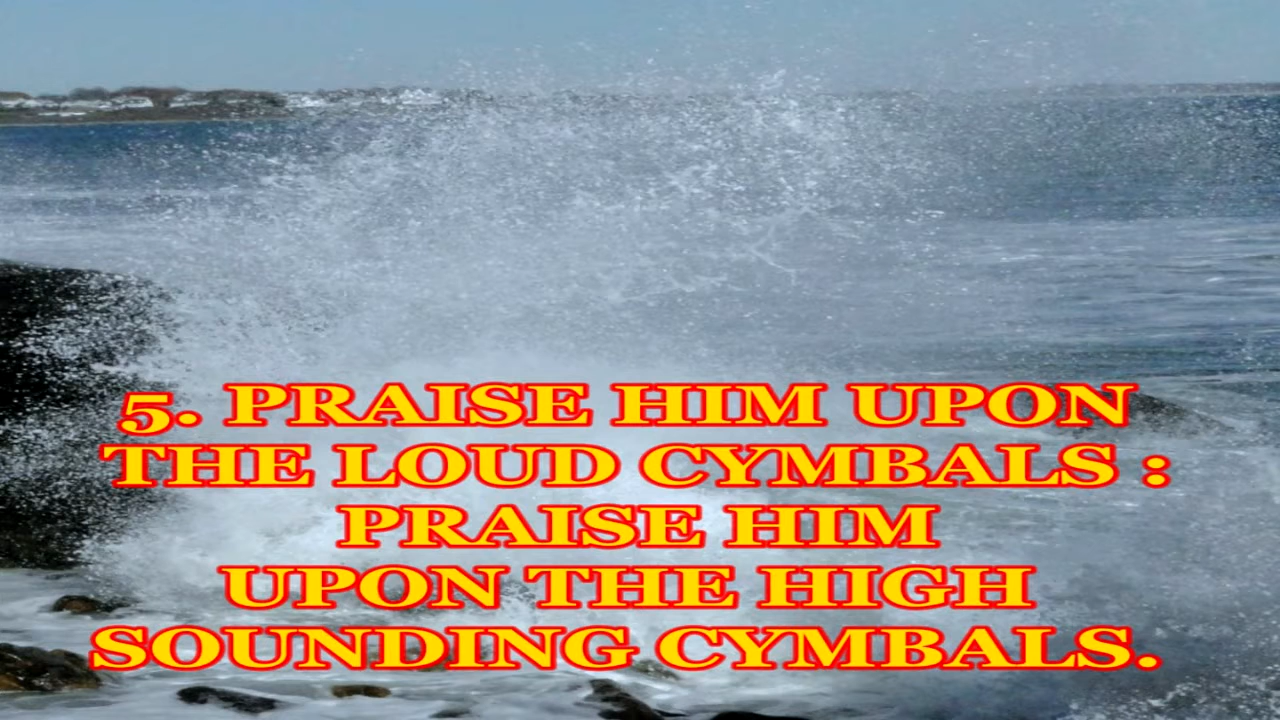 5. PRAISE HIM UPON
THE LOUD CYMBALS :
PRAISE HIM
UPON THE HIGH
SOUNDING CYMBALS.